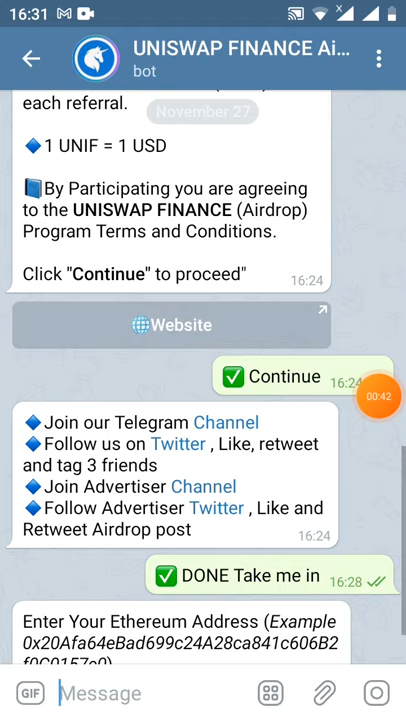 16:31
UNISWAP FINANCE Ai...
bot
each referral.
November 27
1 UNIF = 1 USD
By Participating you are agreeing
to the UNISWAP FINANCE (Airdrop)
Program Terms and Conditions.
Click "Continue" to proceed"
16:24
Website
Continue
16:24
00:42
Join our Telegram Channel
Follow us on Twitter , Like, retweet
and tag 3 friends
Join Advertiser Channel
Follow Advertiser Twitter , Like and
Retweet Airdrop post
16:24
DONE Take me in
16:28
Enter Your Ethereum Address (Example
0x20Afa64eBad699c24A28ca841c606B2
GIF
Message